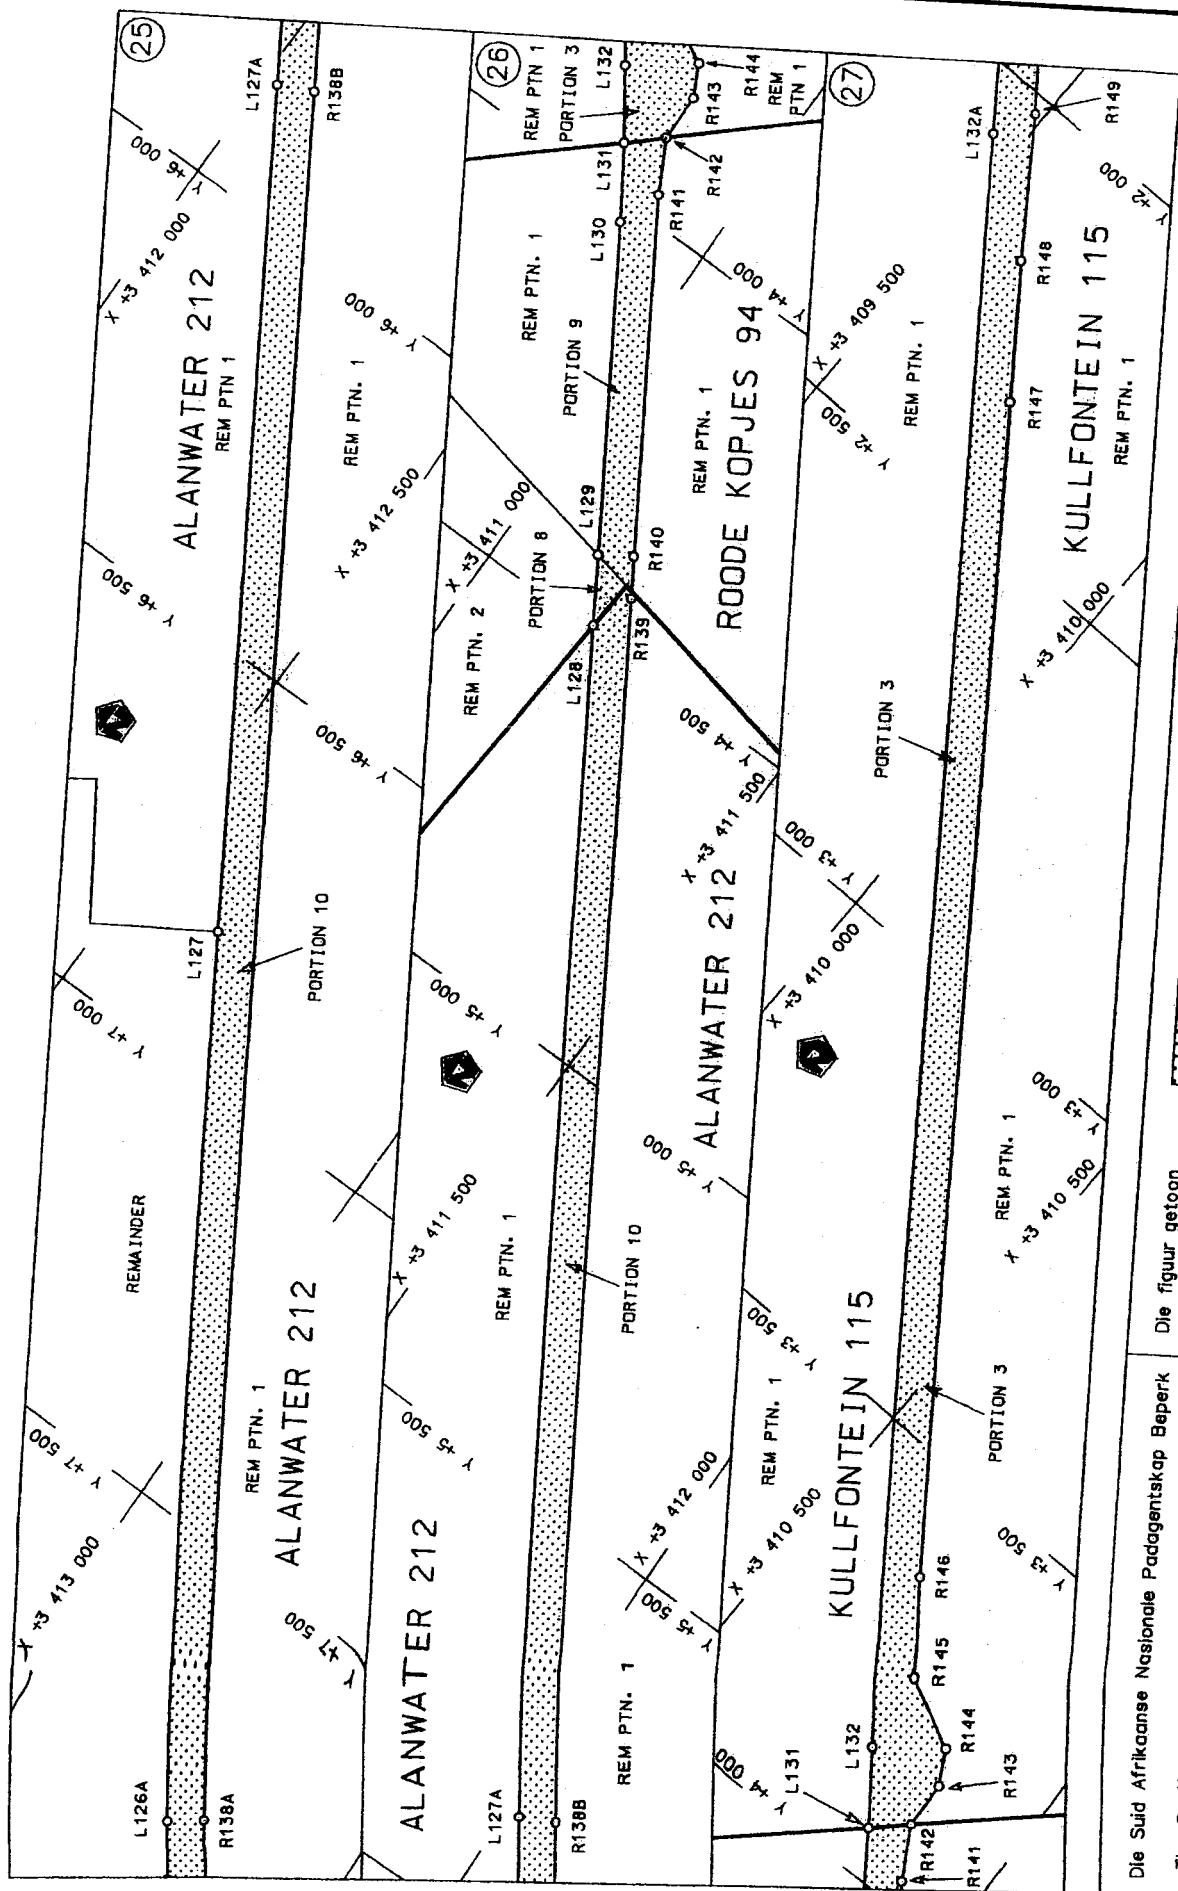 25
L126A
R138A
X +3 413 000
Y +7 500
Y +7 500
REM PTN. 1
ALANWATER 212
REMAINDER
Y +7 000
L127
PORTION 10
Y +6 500
Y +6 500
ALANWATER 212
REM PTN 1
X +3 412 000
Y +6 000
REM PTN. 1
X +3 412 500
Y +6 000
L127A
R138B
26
ALANWATER 212
L127A
R138B
REM PTN. 1
Y +5 500
Y +5 500
X +3 412 000
X +3 411 500
REM PTN. 1
PORTION 10
Y +5 000
Y +5 000
ALANWATER 212
X +3 411 500
Y +4 500
REM PTN. 2
X +3 411 000
L128
R139
PORTION 8
L129
R140
ROODE KOPJES 94
REM PTN. 1
PORTION 9
REM PTN. 1
Y +4 000
L130
R141
L131
R142
REM PTN 1
PORTION 3
L132
R143
R144
REM
PTN 1
27
Y +4 000
L131
L132
R141
R142
R143
R144
R145
R146
KULLFONTEIN 115
X +3 410 500
REM PTN. 1
Y +3 500
Y +3 500
PORTION 3
X +3 410 500
REM PTN. 1
Y +3 000
X +3 410 000
Y +3 000
PORTION 3
X +3 410 000
KULLFONTEIN 115
REM PTN. 1
Y +2 500
X +3 409 500
REM PTN. 1
R147
R148
L132A
R149
Y +2 000
Die Suid Afrikaanse Nasionale Padagentskap Beperk
Die figuur getoon